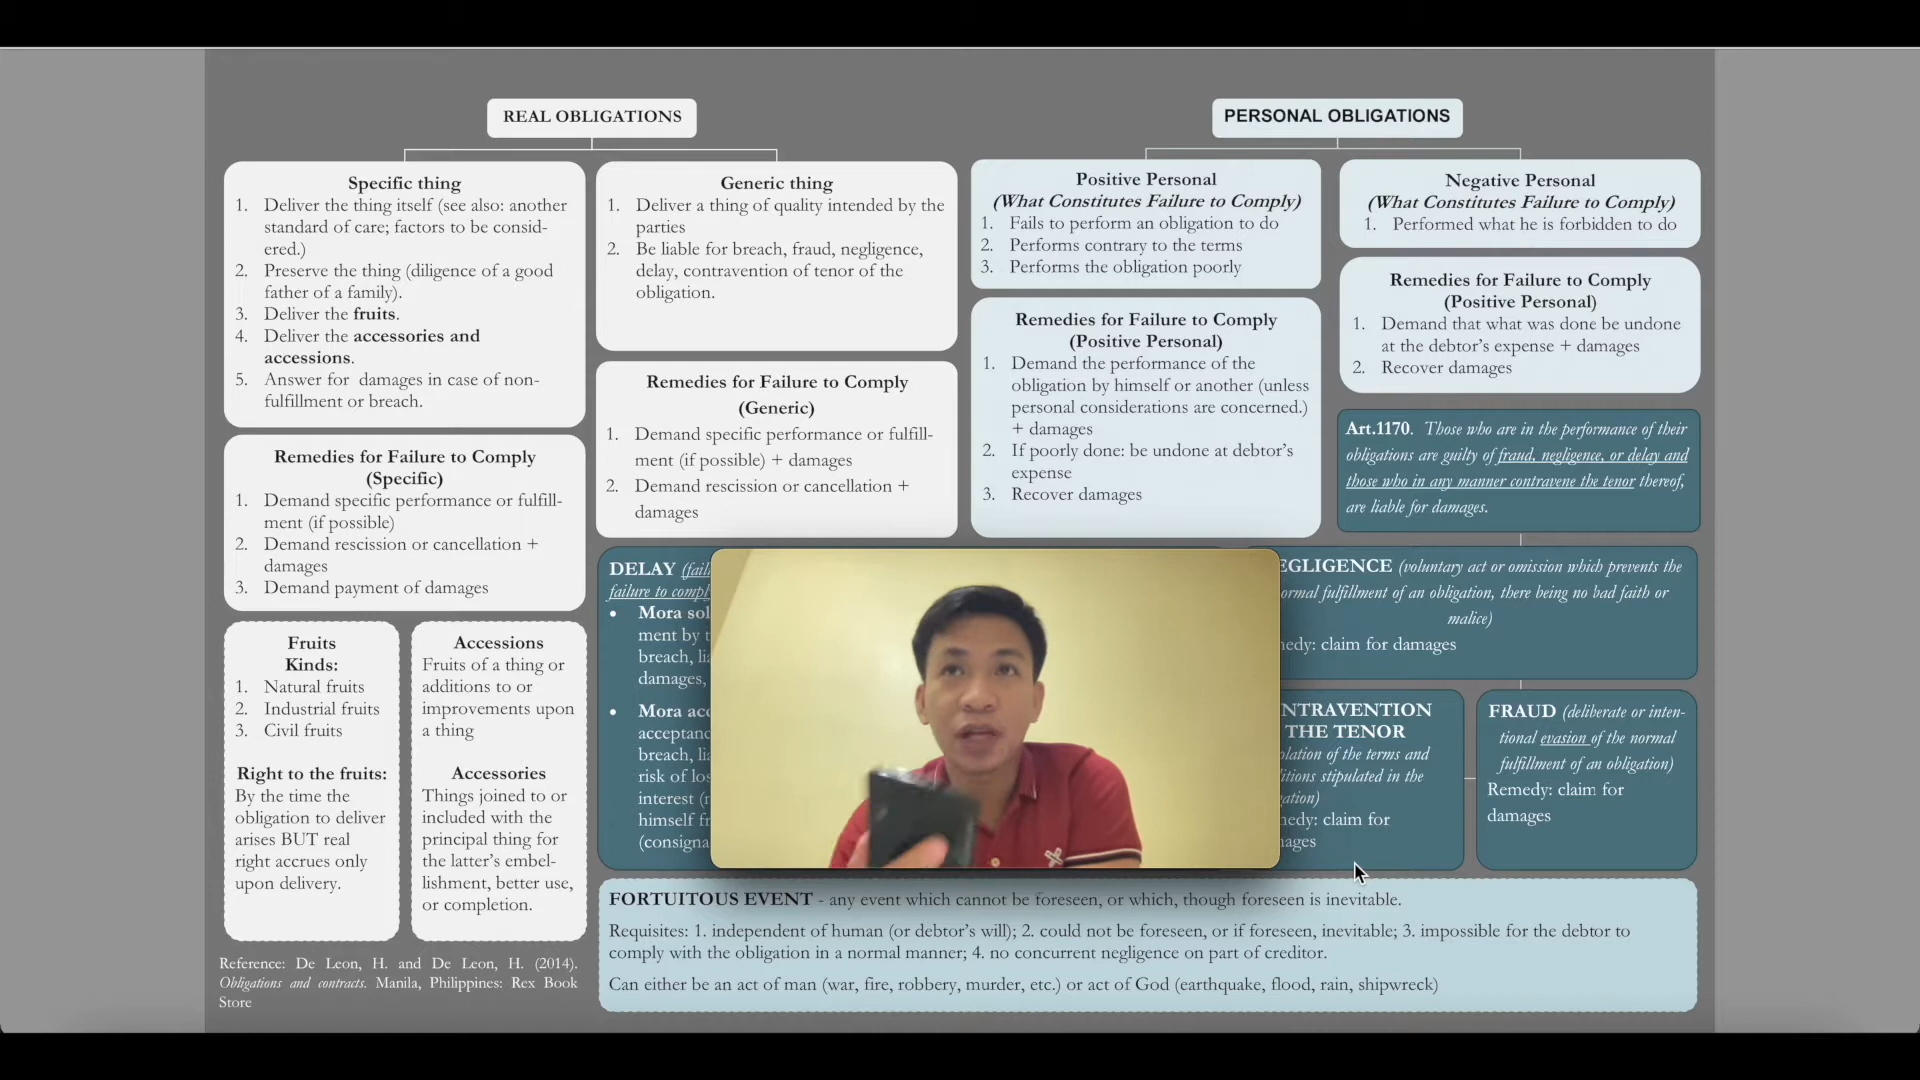 REAL OBLIGATIONS
PERSONAL OBLIGATIONS
Specific thing
1. Deliver the thing itself (see also: another
standard of care; factors to be consid-
ered.)
2. Preserve the thing (diligence of a good
father of a family).
3. Deliver the fruits.
4. Deliver the accessories and
accessions.
5. Answer for damages in case of non-
fulfillment or breach.
Remedies for Failure to Comply
(Specific)
1. Demand specific performance or fulfill-
ment (if possible)
2. Demand rescission or cancellation +
damages
3. Demand payment of damages
Fruits
Kinds:
1. Natural fruits
2. Industrial fruits
3. Civil fruits
Right to the fruits:
By the time the
obligation to deliver
arises BUT real
right accrues only
upon delivery.
Accessions
Fruits of a thing or
additions to or
improvements upon
a thing
Accessories
Things joined to or
included with the
principal thing for
the latter's embel-
lishment, better use,
or completion.
Reference: De Leon, H. and De Leon, H. (2014).
Obligations and contracts. Manila, Philippines: Rex Book
Store
Generic thing
1. Deliver a thing of quality intended by the
parties
2. Be liable for breach, fraud, negligence,
delay, contravention of tenor of the
obligation.
Remedies for Failure to Comply
(Generic)
1. Demand specific performance or fulfill-
ment (if possible) + damages
2. Demand rescission or cancellation +
damages
Positive Personal
(What Constitutes Failure to Comply)
1. Fails to perform an obligation to do
2. Performs contrary to the terms
3. Performs the obligation poorly
Remedies for Failure to Comply
(Positive Personal)
1. Demand the performance of the
obligation by himself or another (unless
personal considerations are concerned.)
+ damages
2. If poorly done: be undone at debtor's
expense
3. Recover damages
Negative Personal
(What Constitutes Failure to Comply)
1. Performed what he is forbidden to do
Remedies for Failure to Comply
(Positive Personal)
1. Demand that what was done be undone
at the debtor's expense + damages
2. Recover damages
Art.1170. Those who are in the performance of their
obligations are guilty of fraud, negligence, or delay and
those who in any manner contravene the tenor thereof,
are liable for damages.
DELAY
failure to
• Mora
ment by
breach,
damages,
• Mora
breach,
risk of
interest
himself
EGLIGENCE (voluntary act or omission which prevents the
ormal fulfillment of an obligation, there being no bad faith or
malice)
edy: claim for damages
NTRAVENTION
THE TENOR
lation of the terms and
itions stipulated in the
ation)
edy: claim for
ages
FRAUD (deliberate or inten-
tional evasion of the normal
fulfillment of an obligation)
Remedy: claim for
damages
FORTUITOUS EVENT - any event which cannot be foreseen, or which, though foreseen is inevitable.
Requisites: 1. independent of human (or debtor's will); 2. could not be foreseen, or if foreseen, inevitable; 3. impossible for the debtor to
comply with the obligation in a normal manner; 4. no concurrent negligence on part of creditor.
Can either be an act of man (war, fire, robbery, murder, etc.) or act of God (earthquake, flood, rain, shipwreck)